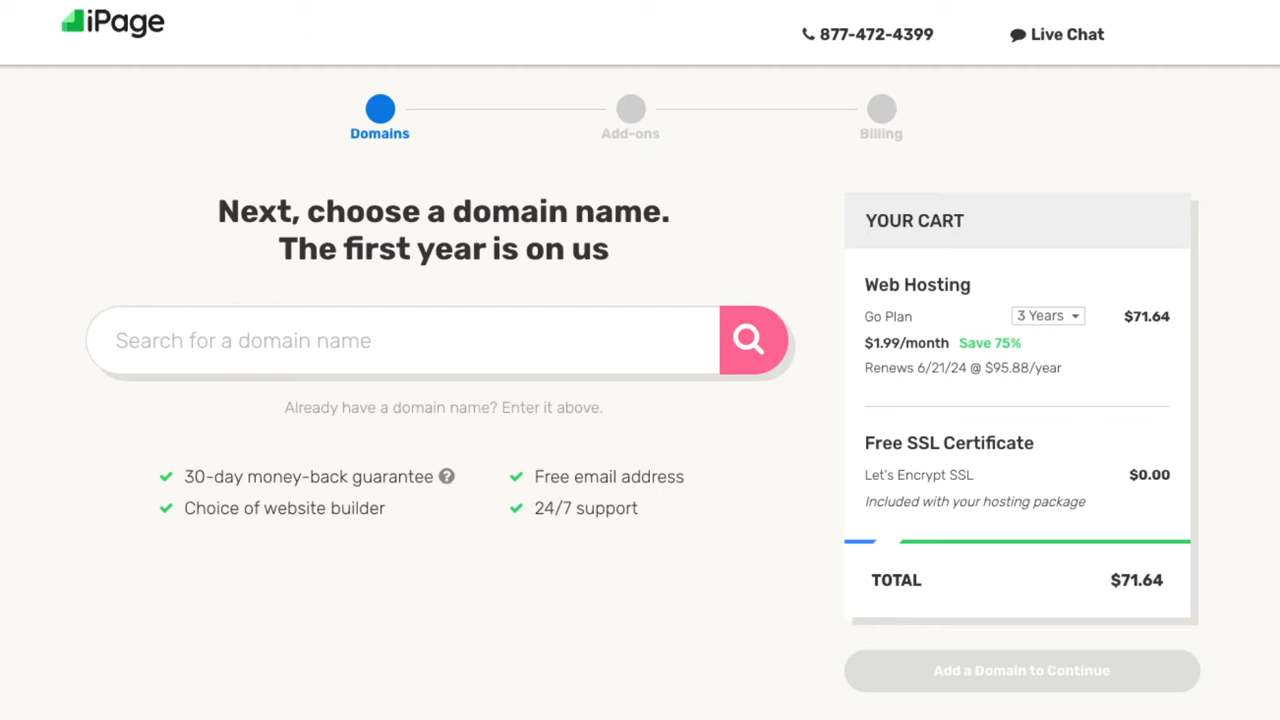 iPage
877-472-4399
Live Chat
Domains
Add-ons
Billing
Next, choose a domain name.
The first year is on us
Search for a domain name
Already have a domain name? Enter it above.
30-day money-back guarantee ?
Free email address
Choice of website builder
24/7 support
YOUR CART
Web Hosting
Go Plan 3 Years $71.64
$1.99/month Save 75%
Renews 6/21/24 @ $95.88/year
Free SSL Certificate
Let's Encrypt SSL $0.00
Included with your hosting package
TOTAL $71.64
Add a Domain to Continue